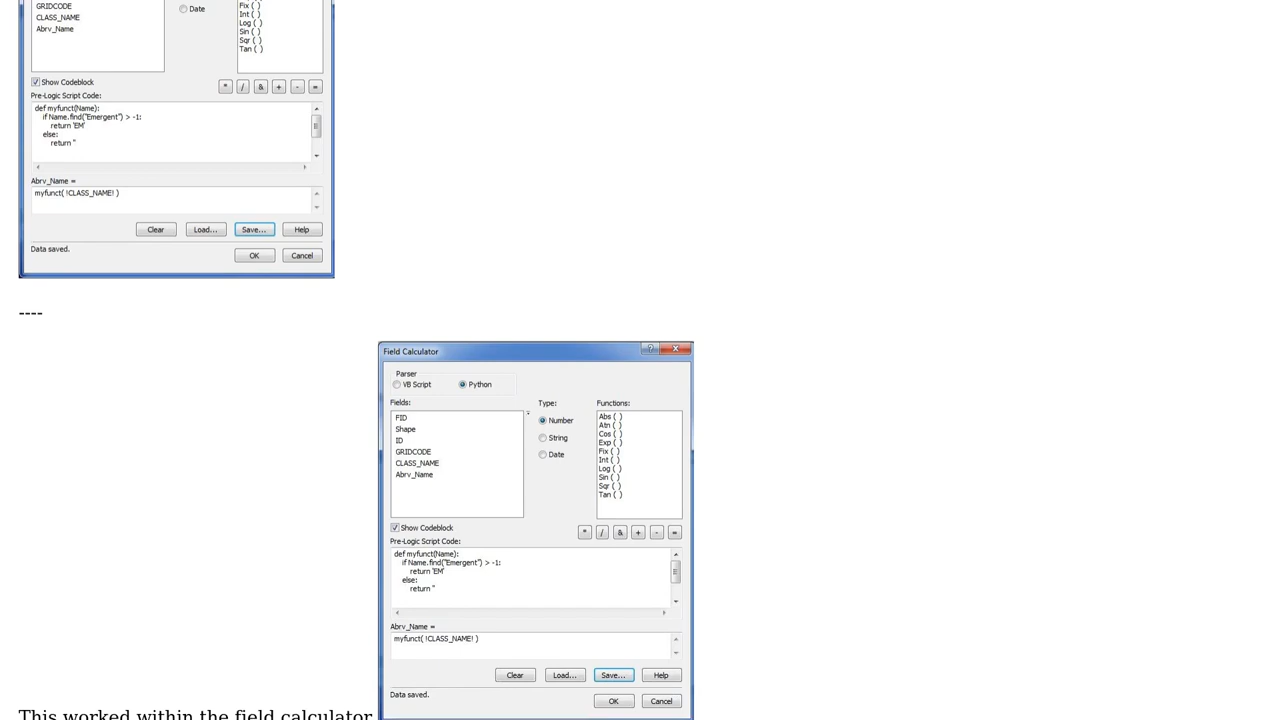 GRIDCODE
CLASS_NAME
Abrv_Name
Date
Fix ( )
Int ( )
Log ( )
Sin ( )
Sqr ( )
Tan ( )
Show Codeblock
* / & + - =
Pre-Logic Script Code:
def myfunct(Name):
if Name.find("Emergent") > -1:
return 'EM'
else:
return ''
Abrv_Name =
myfunct( !CLASS_NAME! )
Clear Load... Save... Help
Data saved.
OK Cancel
----
Field Calculator
Parser
VB Script Python
Fields: Type: Functions:
FID
Shape
ID
GRIDCODE
CLASS_NAME
Abrv_Name
Number
String
Date
Abs ( )
Atn ( )
Cos ( )
Exp ( )
Fix ( )
Int ( )
Log ( )
Sin ( )
Sqr ( )
Tan ( )
Show Codeblock
* / & + - =
Pre-Logic Script Code:
def myfunct(Name):
if Name.find("Emergent") > -1:
return 'EM'
else:
return ''
Abrv_Name =
myfunct( !CLASS_NAME! )
Clear Load... Save... Help
Data saved.
OK Cancel
This worked within the field calculator